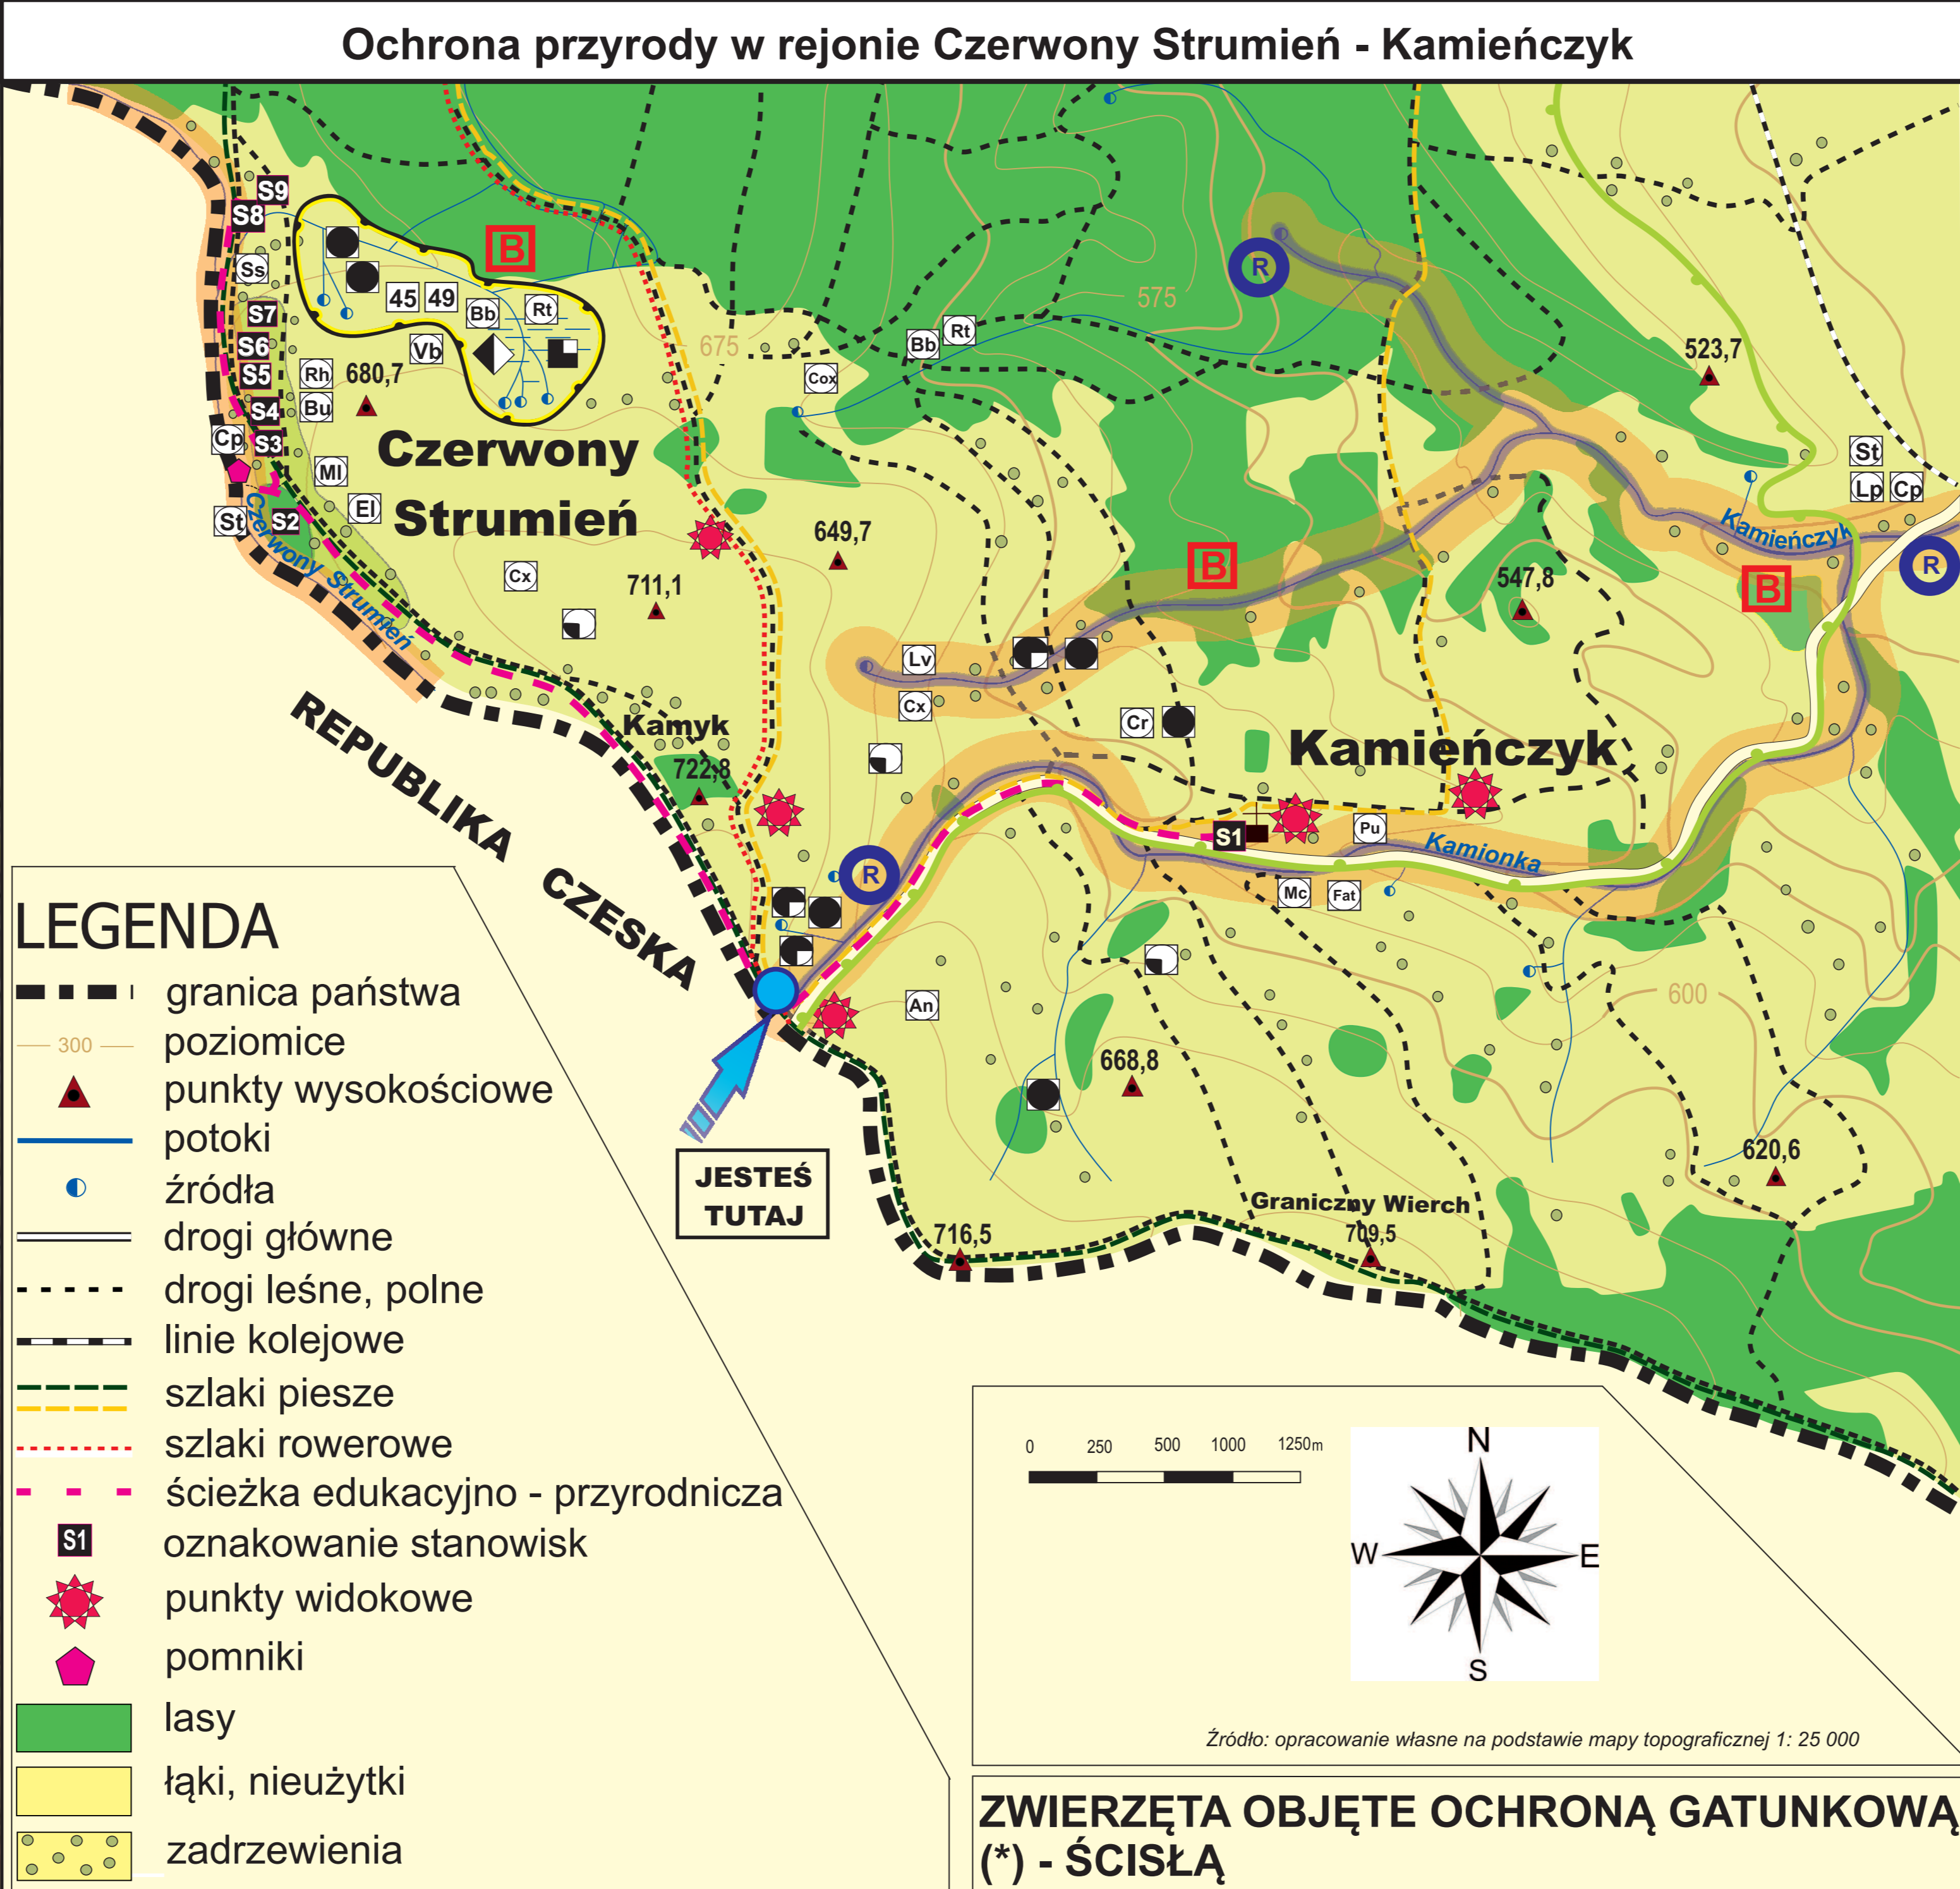 Ochrona przyrody w rejonie Czerwony Strumień - Kamieńczyk
S9
S8
Ss
B
R
45 49 Bb Rt
575
S7
S6
Vb
675
Bb Rt
523,7
S5
Rh 680,7
Cox
Bu
S4
Cp S3
Czerwony
Strumień
St
Lp Cp
Ml
El
St S2
Czerwony Strumień
649,7
Kamieńczyk
R
Cx
711,1
B
547,8
B
Lv
Cx
REPUBLIKA CZESKA
Kamyk
722,8
Cr
Kamieńczyk
S1
Pu
Kamionka
R
Mc Fat
An
600
668,8
JESTEŚ
TUTAJ
716,5
Graniczny Wierch
709,5
620,6
LEGENDA
granica państwa
300 poziomice
punkty wysokościowe
potoki
źródła
drogi główne
drogi leśne, polne
linie kolejowe
szlaki piesze
szlaki rowerowe
ścieżka edukacyjno - przyrodnicza
S1 oznakowanie stanowisk
punkty widokowe
pomniki
lasy
łąki, nieużytki
zadrzewienia
0 250 500 1000 1250m
N
W E
S
Źródło: opracowanie własne na podstawie mapy topograficznej 1: 25 000
ZWIERZĘTA OBJĘTE OCHRONĄ GATUNKOWĄ
(*) - ŚCISŁĄ